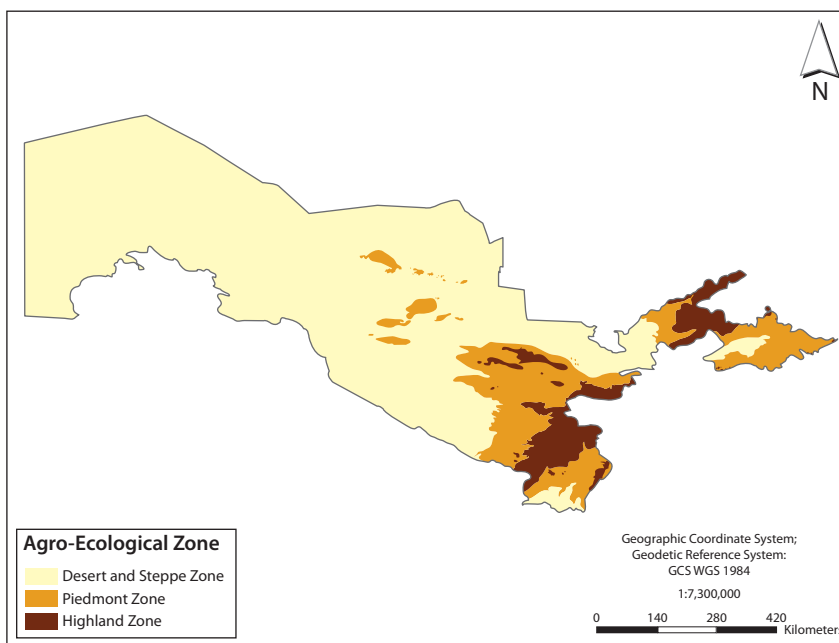 N
Agro-Ecological Zone
Desert and Steppe Zone
Piedmont Zone
Highland Zone
Geographic Coordinate System;
Geodetic Reference System:
GCS WGS 1984
1:7,300,000
0 140 280 420
Kilometer